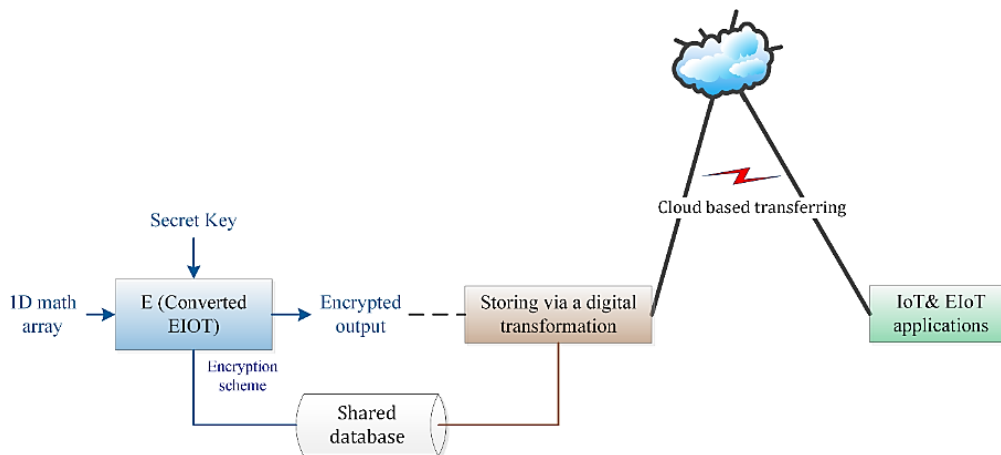 Cloud based transferring
Secret Key
1D math
array
E (Converted
EIOT)
Encrypted
output
Storing via a digital
transformation
IoT& EIoT
applications
Encryption
scheme
Shared
database